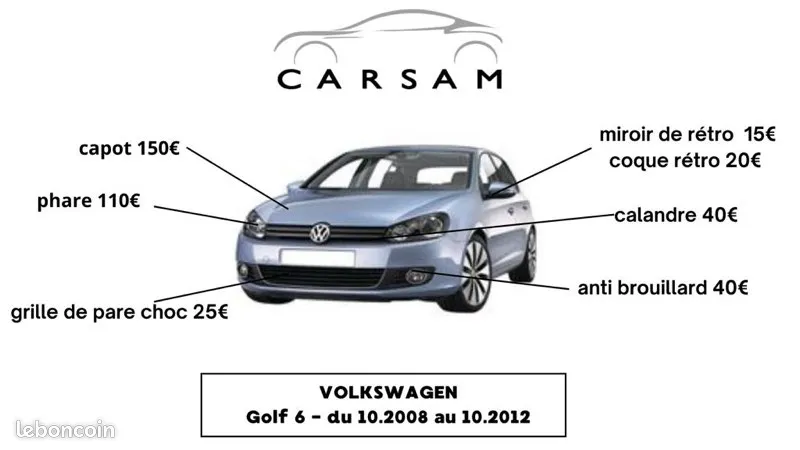 CARSAM
capot 150€
miroir de rétro 15€
coque rétro 20€
phare 110€
calandre 40€
grille de pare choc 25€
anti brouillard 40€
VOLKSWAGEN
Golf 6 - du 10.2008 au 10.2012
leboncoin